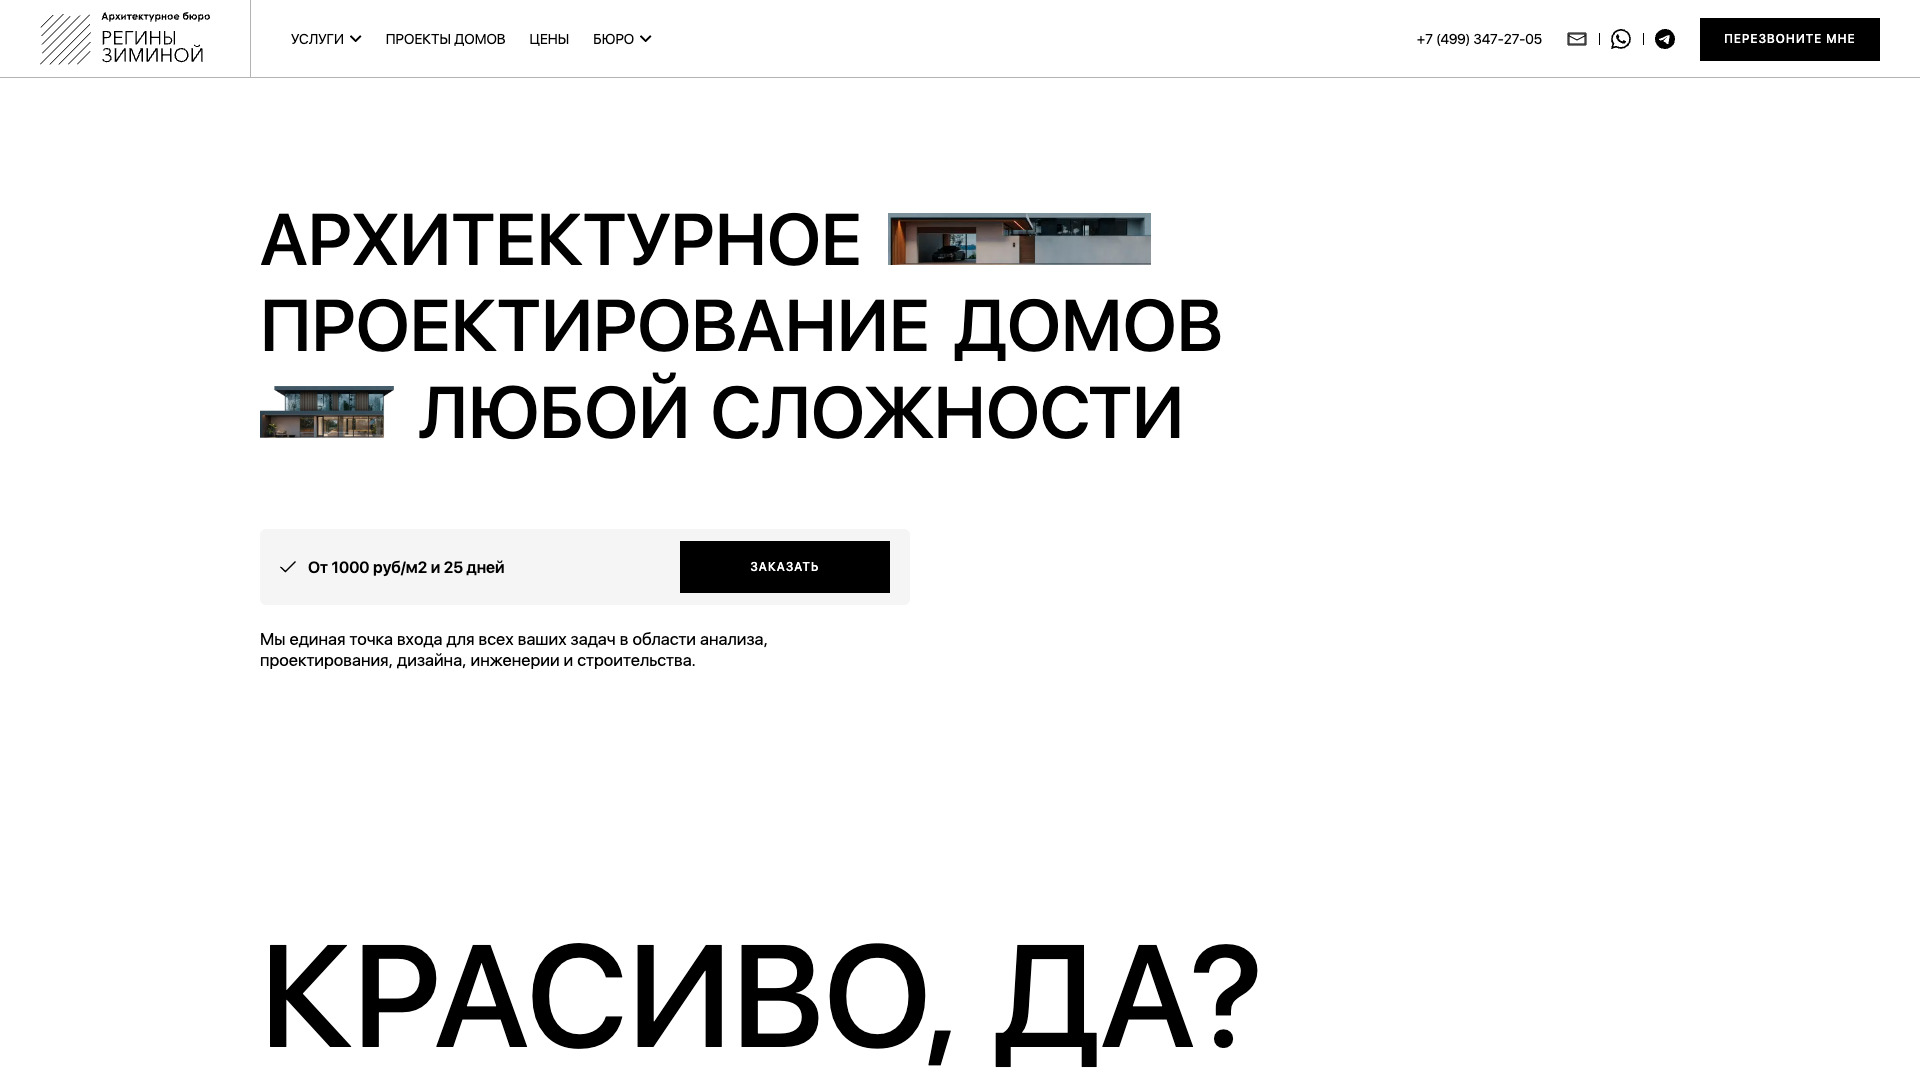 Архитектурное бюро
РЕГИНЫ
ЗИМИНОЙ
УСЛУГИ
ПРОЕКТЫ ДОМОВ
ЦЕНЫ
БЮРО
+7 (499) 347-27-05
ПЕРЕЗВОНИТЕ МНЕ
АРХИТЕКТУРНОЕ
ПРОЕКТИРОВАНИЕ ДОМОВ
ЛЮБОЙ СЛОЖНОСТИ
От 1000 руб/м2 и 25 дней
ЗАКАЗАТЬ
Мы единая точка входа для всех ваших задач в области анализа,
проектирования, дизайна, инженерии и строительства.
КРАСИВО, ДА?